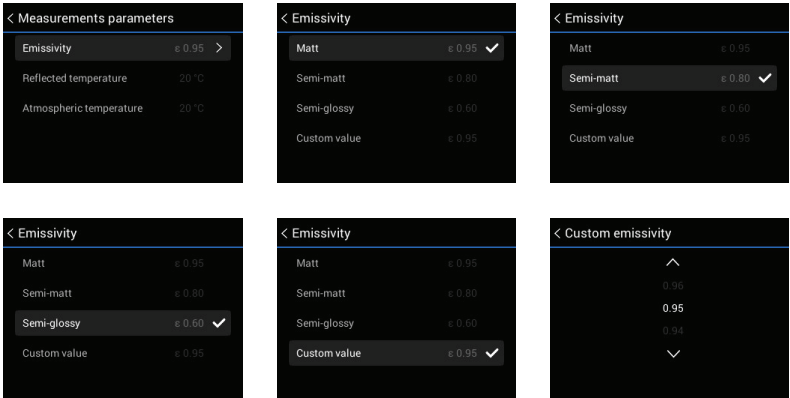 Measurements parameters
Emissivity ε 0.95
Reflected temperature 20 °C
Atmospheric temperature 20 °C
Emissivity
Matt ε 0.95
Semi-matt ε 0.80
Semi-glossy ε 0.60
Custom value ε 0.95
Emissivity
Matt ε 0.95
Semi-matt ε 0.80
Semi-glossy ε 0.60
Custom value ε 0.95
Emissivity
Matt ε 0.95
Semi-matt ε 0.80
Semi-glossy ε 0.60
Custom value ε 0.95
Emissivity
Matt ε 0.95
Semi-matt ε 0.80
Semi-glossy ε 0.60
Custom value ε 0.95
Custom emissivity
0.96
0.95
0.94